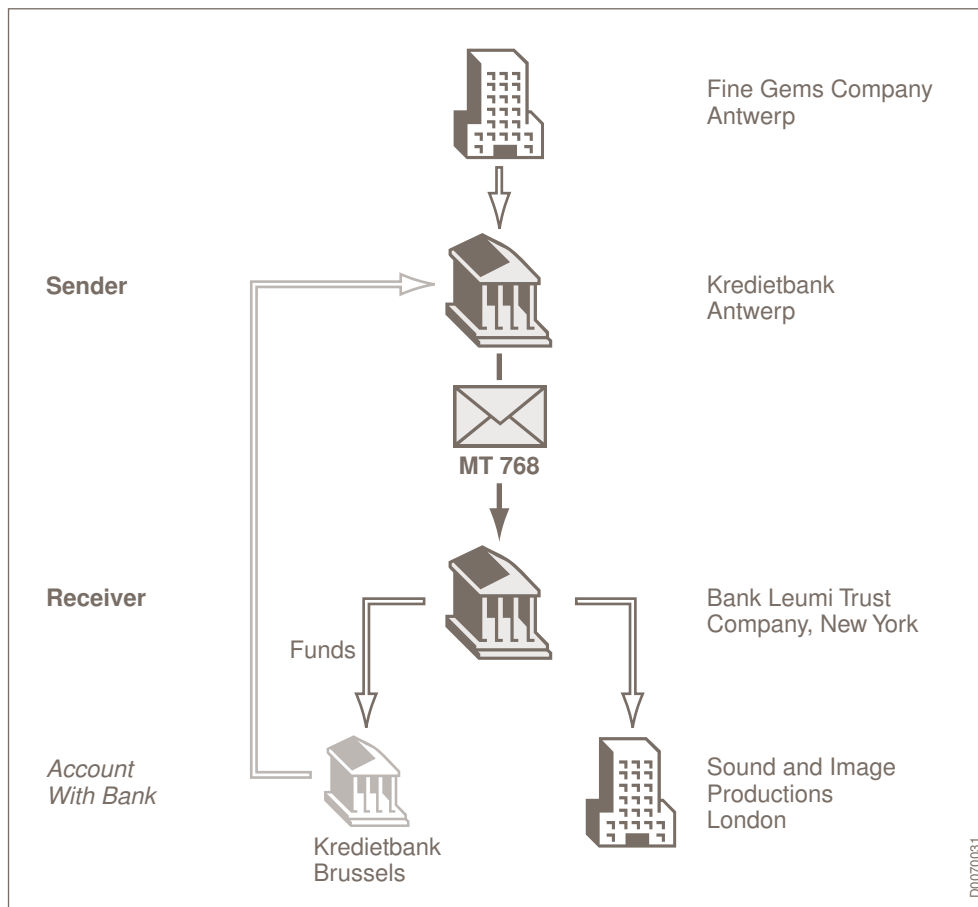 Fine Gems Company
Antwerp
Sender
Kredietbank
Antwerp
MT 768
Receiver
Bank Leumi Trust
Company, New York
Funds
Account
With Bank
Kredietbank
Brussels
Sound and Image
Productions
London
D0070031